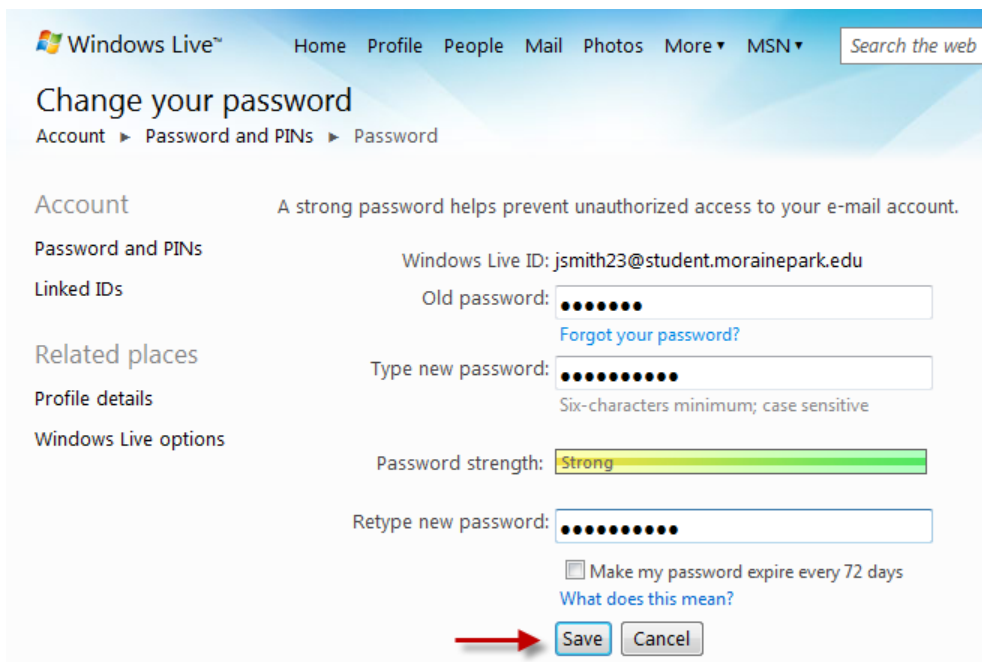 Windows Live™ Home Profile People Mail Photos More▾ MSN▾ Search the web
Change your password
Account ▸ Password and PINs ▸ Password
Account
Password and PINs
Linked IDs
Related places
Profile details
Windows Live options
A strong password helps prevent unauthorized access to your e-mail account.
Windows Live ID: jsmith23@student.morainepark.edu
Old password: ●●●●●●●
Forgot your password?
Type new password: ●●●●●●●●●●
Six-characters minimum; case sensitive
Password strength: Strong
Retype new password: ●●●●●●●●●●
Make my password expire every 72 days
What does this mean?
Save Cancel